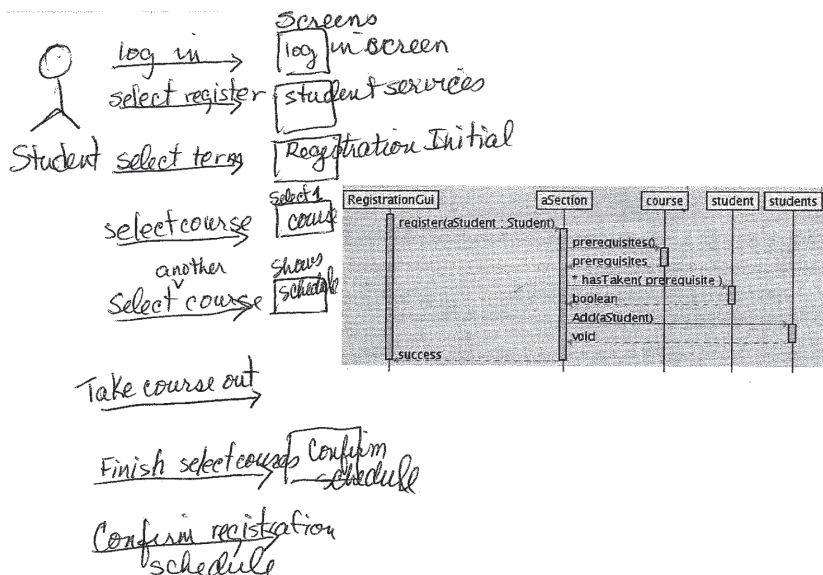 Screens
log in
log in screen
select register
student services
Student
select term
Registration Initial
select course
select 1
course
another
select course
shows
schedule
Take course out
Finish select courses
Confirm
schedule
Confirm registration
schedule
RegistrationGui
aSection
course
student
students
register(aStudent : Student)
prerequisites()
prerequisites
* hasTaken( prerequisite )
boolean
Add(aStudent)
void
success